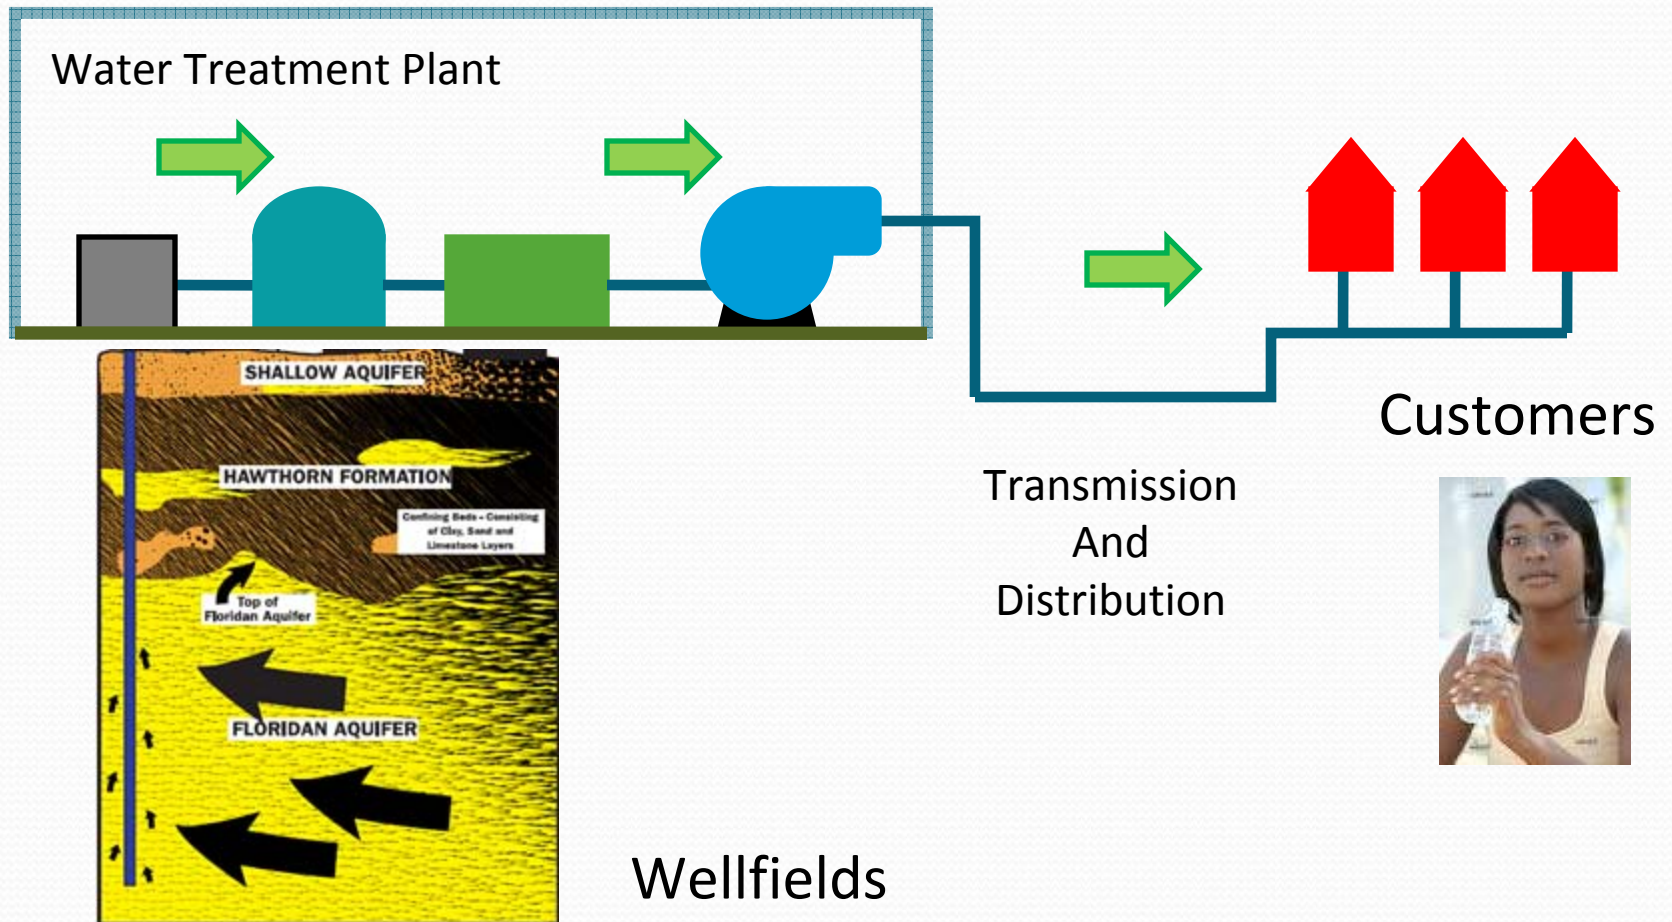 Water Treatment Plant
SHALLOW AQUIFER
HAWTHORN FORMATION
Confining Beds - Consisting
of Clay, Sand and
Limestone Layers
Top of
Floridan Aquifer
FLORIDAN AQUIFER
Wellfields
Transmission
And
Distribution
Customers